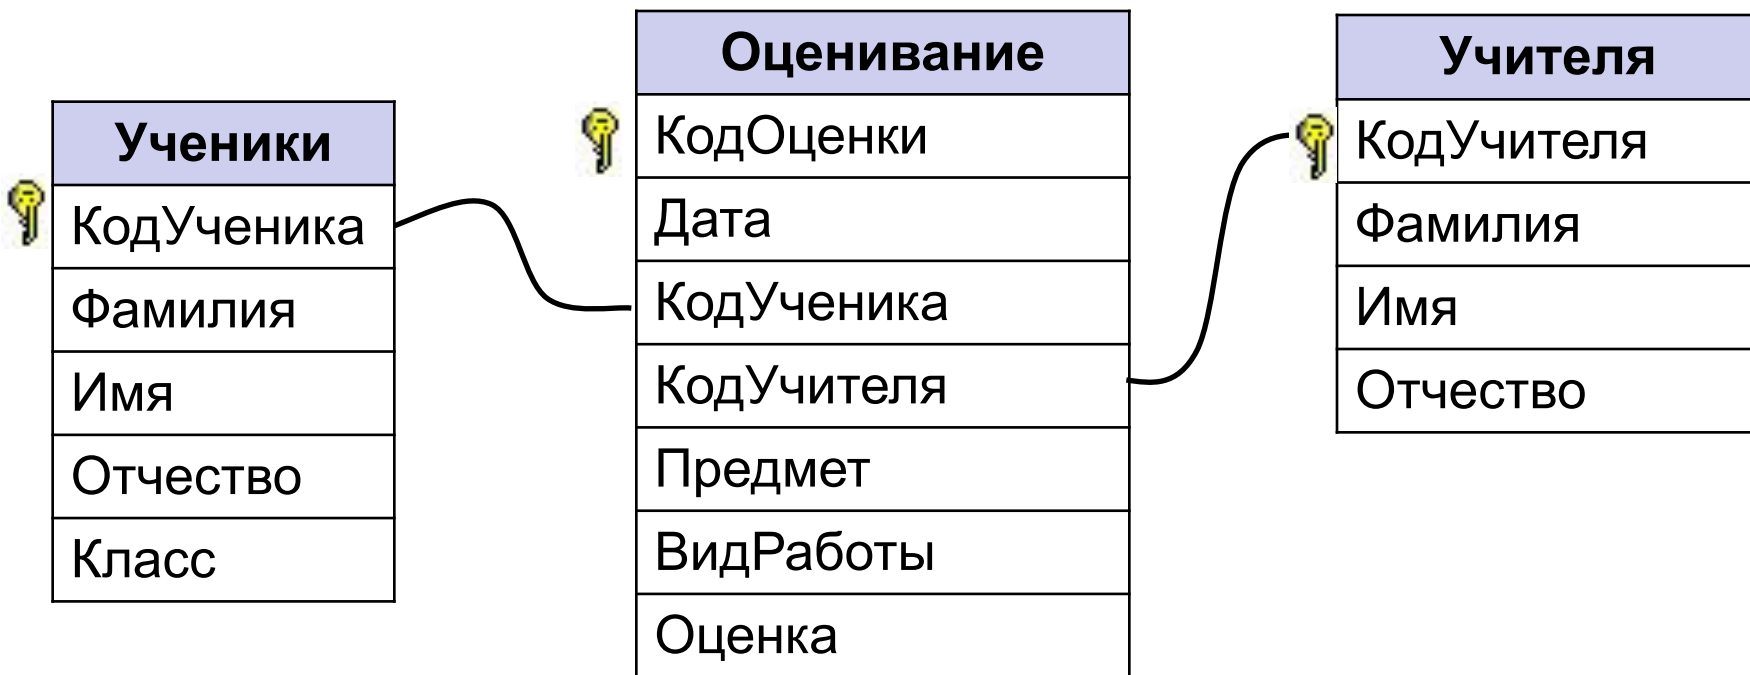 Ученики
КодУченика
Фамилия
Имя
Отчество
Класс
Оценивание
КодОценки
Дата
КодУченика
КодУчителя
Предмет
ВидРаботы
Оценка
Учителя
КодУчителя
Фамилия
Имя
Отчество